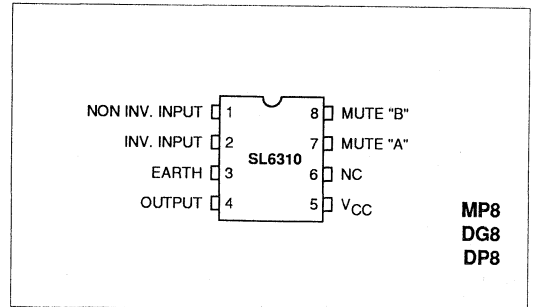 NON INV. INPUT 1 8 MUTE "B"
INV. INPUT 2 7 MUTE "A"
SL6310
EARTH 3 6 NC
OUTPUT 4 5 VCC
MP8
DG8
DP8